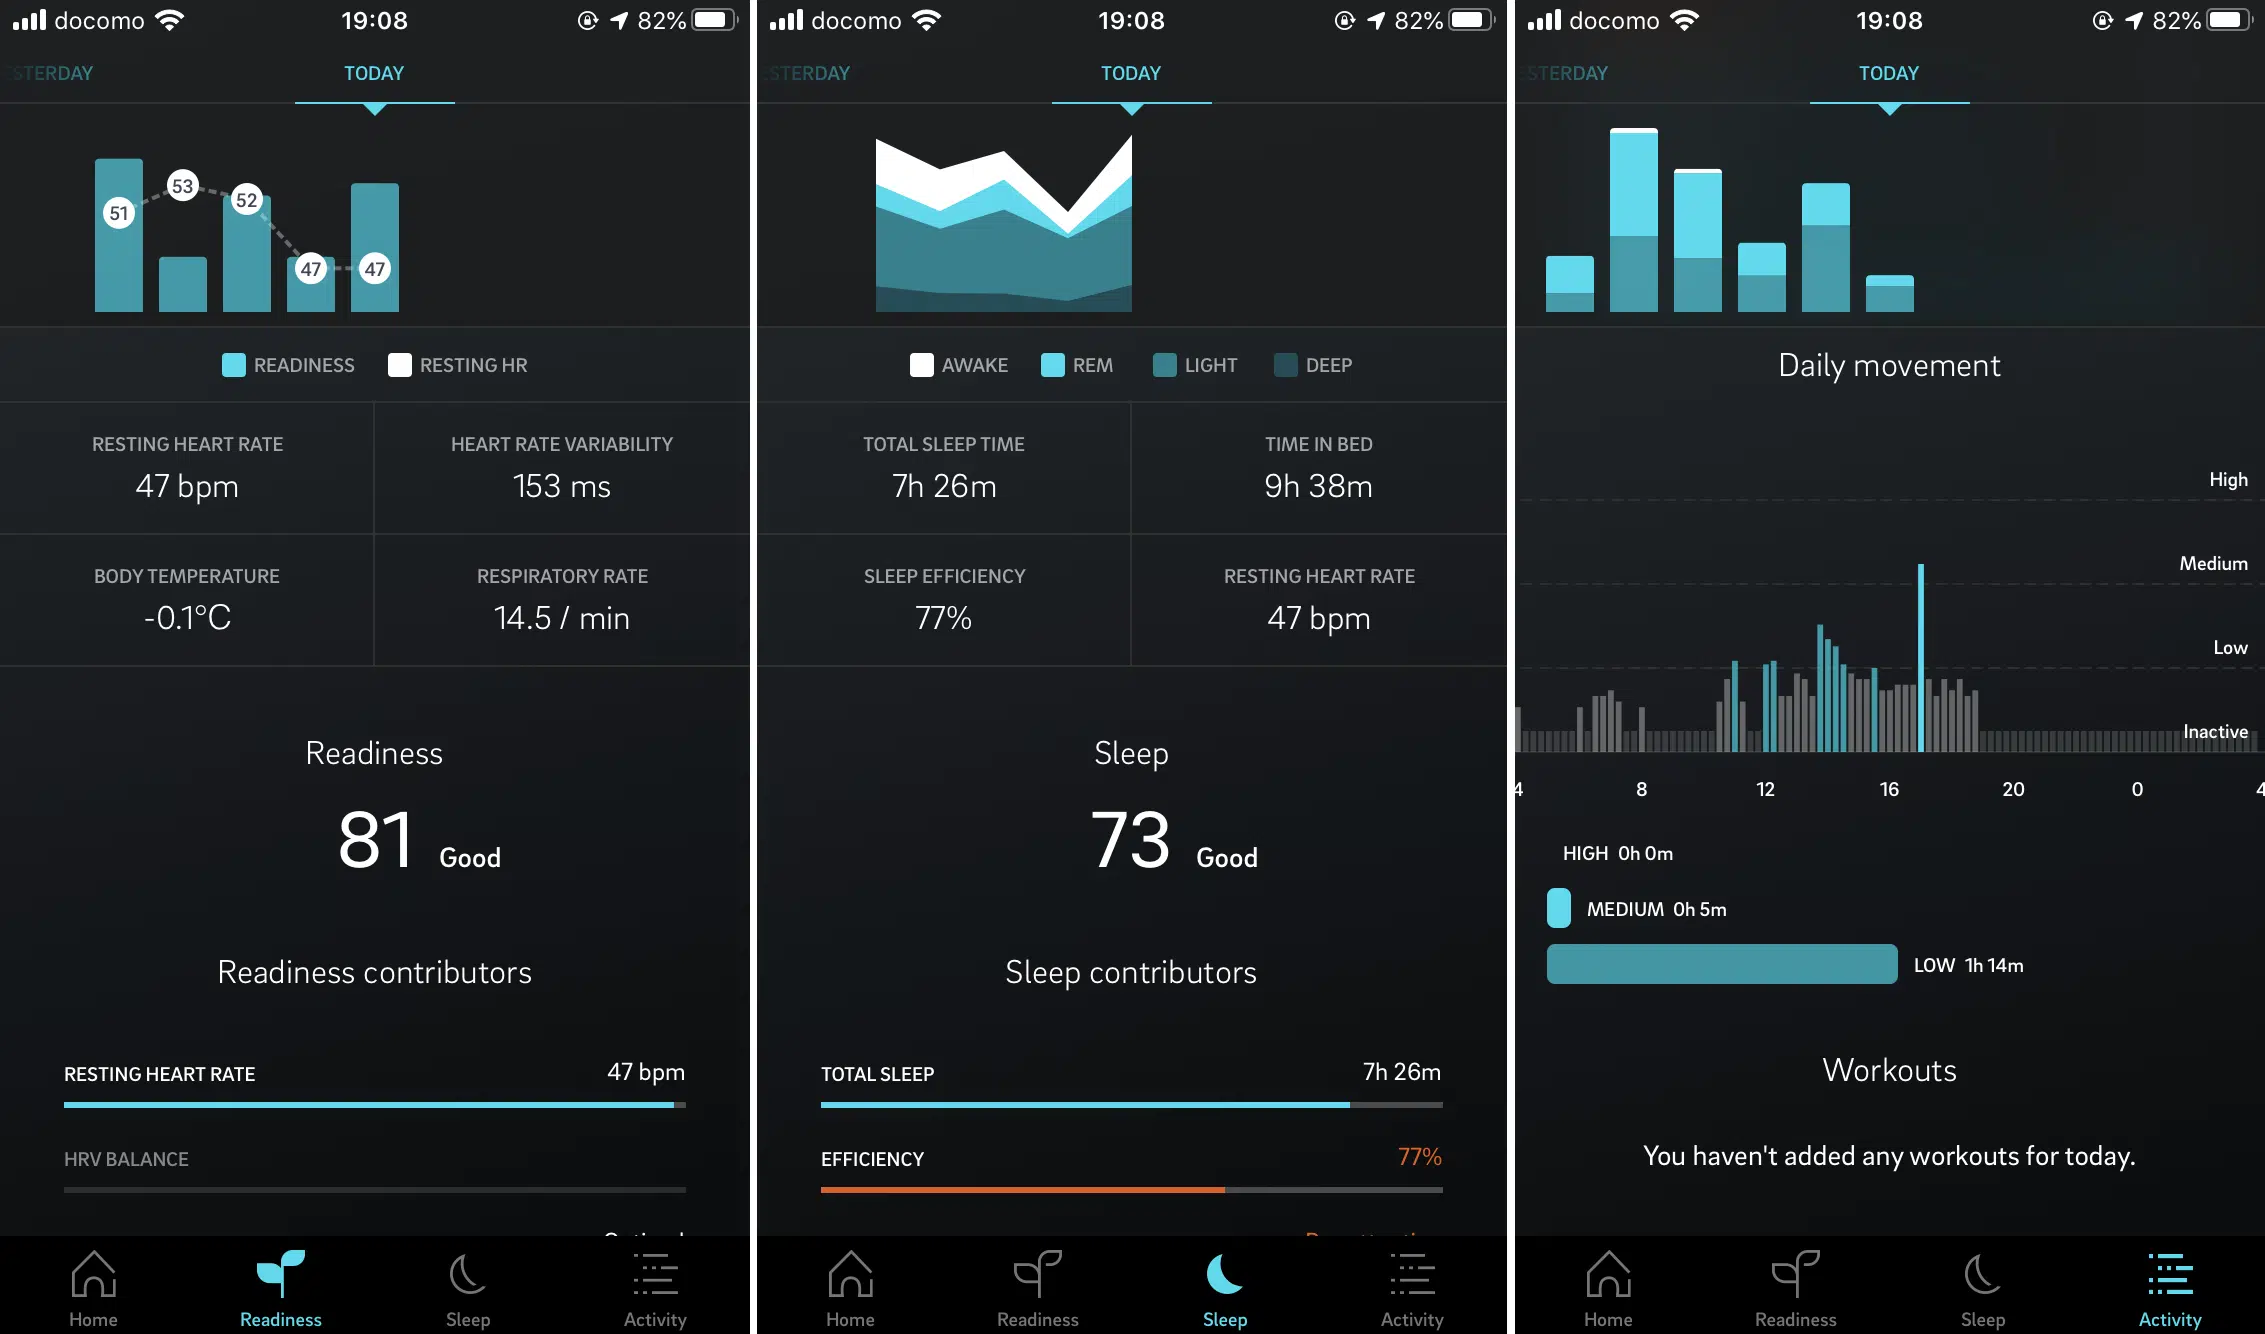 docomo 19:08 82%
STERDAY TODAY
51 53 52 47 47
READINESS RESTING HR
RESTING HEART RATE HEART RATE VARIABILITY
47 bpm 153 ms
BODY TEMPERATURE RESPIRATORY RATE
-0.1°C 14.5 / min
Readiness
81 Good
Readiness contributors
RESTING HEART RATE 47 bpm
HRV BALANCE
Home Readiness Sleep Activity
docomo 19:08 82%
STERDAY TODAY
AWAKE REM LIGHT DEEP
TOTAL SLEEP TIME TIME IN BED
7h 26m 9h 38m
SLEEP EFFICIENCY RESTING HEART RATE
77% 47 bpm
Sleep
73 Good
Sleep contributors
TOTAL SLEEP 7h 26m
EFFICIENCY 77%
Home Readiness Sleep Activity
docomo 19:08 82%
STERDAY TODAY
Daily movement
High
Medium
Low
Inactive
4 8 12 16 20 0 4
HIGH 0h 0m
MEDIUM 0h 5m
LOW 1h 14m
Workouts
You haven't added any workouts for today.
Home Readiness Sleep Activity